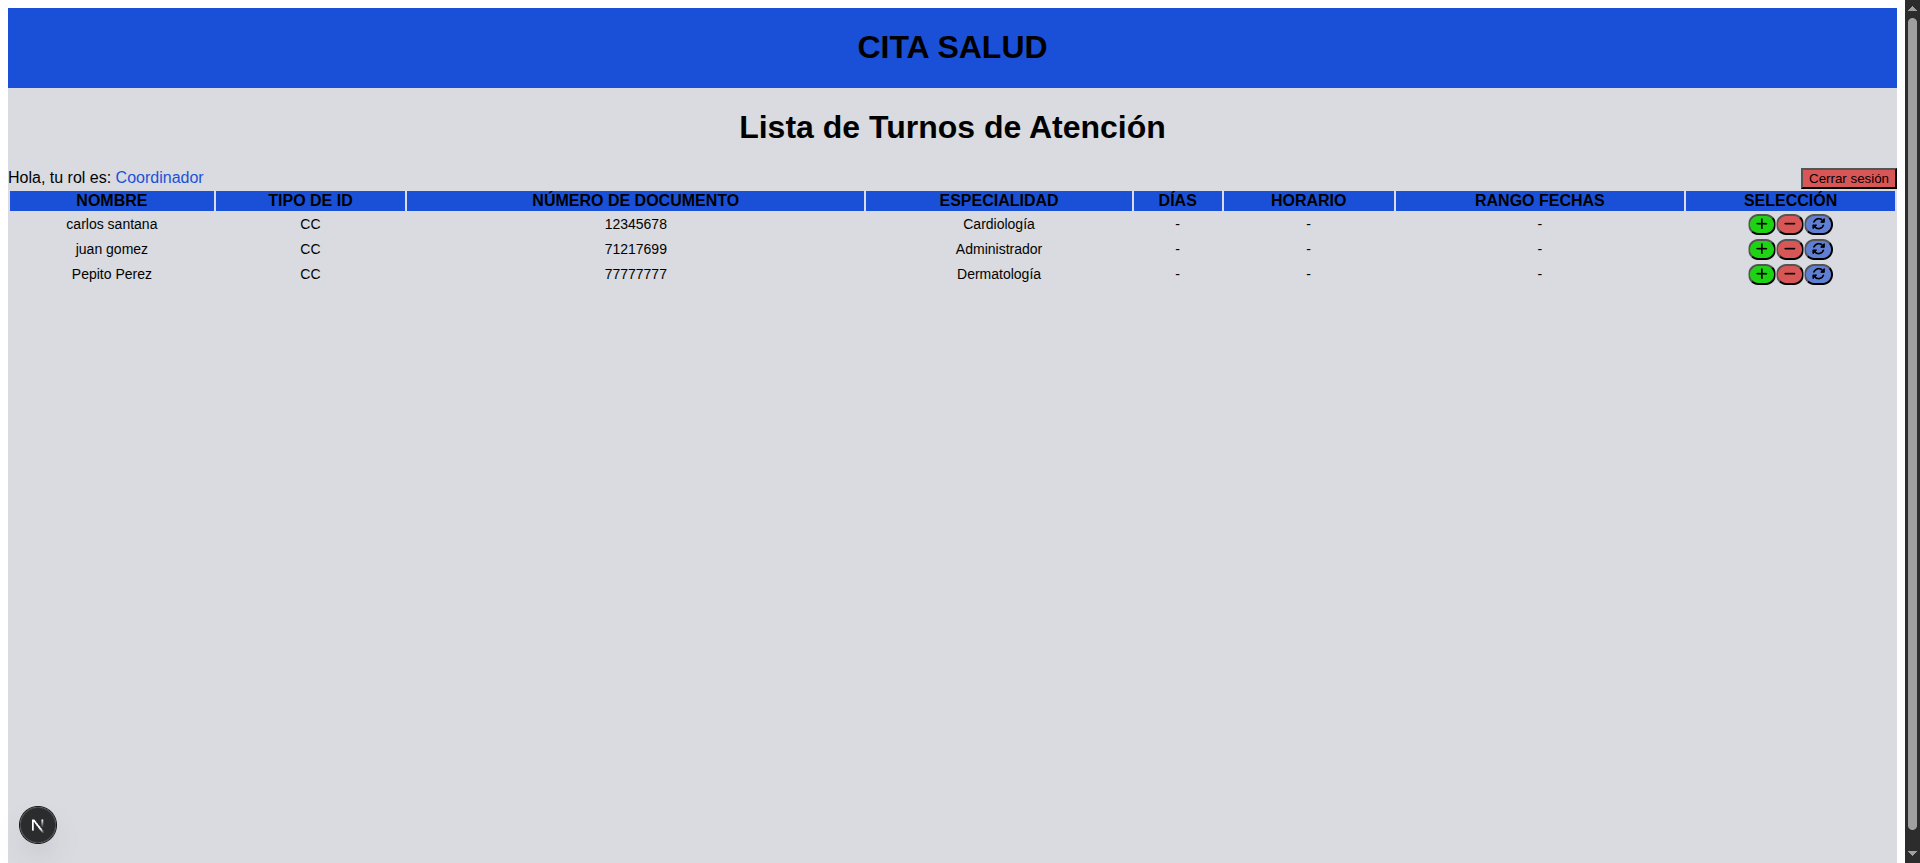 CITA SALUD
Lista de Turnos de Atención
Hola, tu rol es: Coordinador Cerrar sesión
NOMBRE TIPO DE ID NÚMERO DE DOCUMENTO ESPECIALIDAD DÍAS HORARIO RANGO FECHAS SELECCIÓN
carlos santana CC 12345678 Cardiología - - -
juan gomez CC 71217699 Administrador - - -
Pepito Perez CC 77777777 Dermatología - - -
N